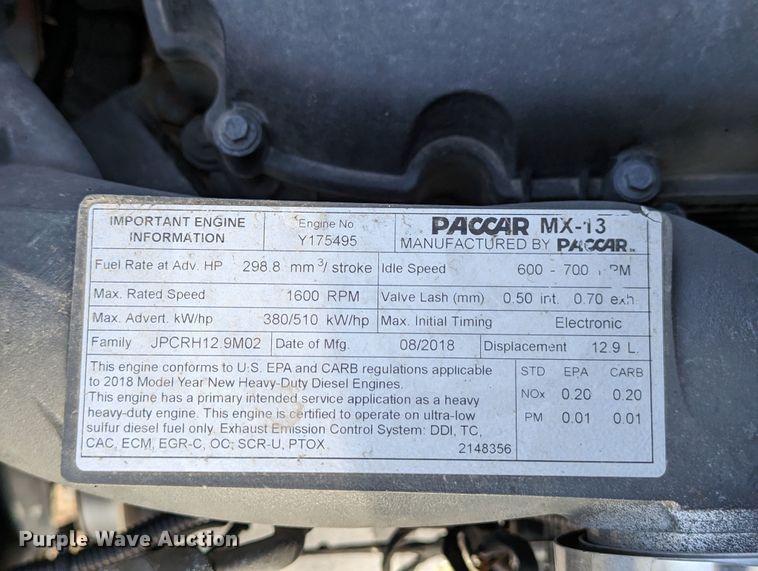 IMPORTANT ENGINE INFORMATION
Engine No
Y175495
PACCAR MX-13
MANUFACTURED BY PACCAR
Fuel Rate at Adv. HP 298.8 mm³/ stroke
Idle Speed 600 - 700
Max. Rated Speed 1600 RPM
Valve Lash (mm) 0.50 int. 0.70 exh.
Max. Advert. kW/hp 380/510 kW/hp
Max. Initial Timing Electronic
Family JPCRH12.9M02
Date of Mfg. 08/2018
Displacement 12.9 L.
This engine conforms to U.S. EPA and CARB regulations applicable
to 2018 Model Year New Heavy-Duty Diesel Engines.
This engine has a primary intended service application as a heavy
heavy-duty engine. This engine is certified to operate on ultra-low
sulfur diesel fuel only. Exhaust Emission Control System: DDI, TC,
CAC, ECM, EGR-C, OC, SCR-U, PTOX.
2148356
STD EPA CARB
NOx 0.20 0.20
PM 0.01 0.01
Purple Wave Auction